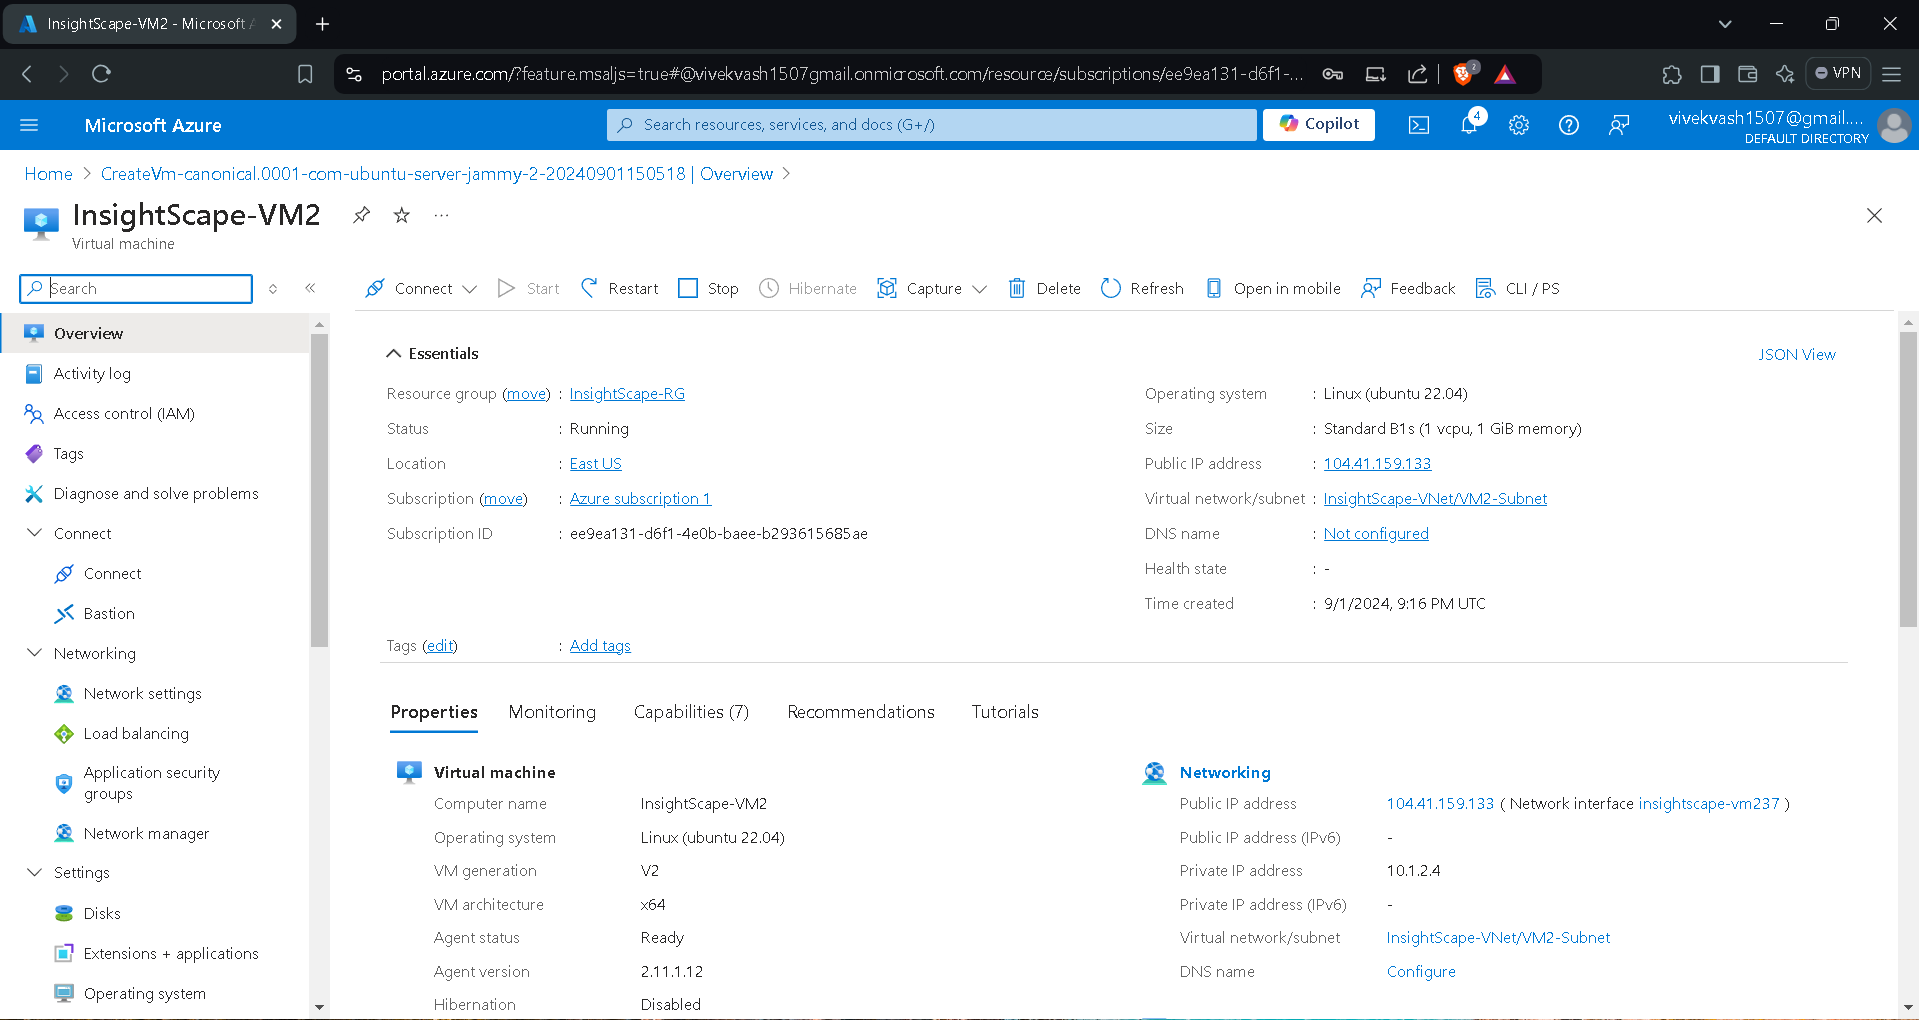 InsightScape-VM2 - Microsoft A
portal.azure.com/?feature.msaljs=true#@vivekvash1507gmail.onmicrosoft.com/resource/subscriptions/ee9ea131-d6f1-...
2
VPN
Microsoft Azure
Search resources, services, and docs (G+/)
Copilot
4
vivekvash1507@gmail....
DEFAULT DIRECTORY
Home > CreateVm-canonical.0001-com-ubuntu-server-jammy-2-20240901150518 | Overview >
InsightScape-VM2
...
Virtual machine
Search
Connect
Start
Restart
Stop
Hibernate
Capture
Delete
Refresh
Open in mobile
Feedback
CLI / PS
Overview
Activity log
Access control (IAM)
Tags
Diagnose and solve problems
Connect
Connect
Bastion
Networking
Network settings
Load balancing
Application security
groups
Network manager
Settings
Disks
Extensions + applications
Operating system
Essentials
JSON View
Resource group (move) : InsightScape-RG
Status : Running
Location : East US
Subscription (move) : Azure subscription 1
Subscription ID : ee9ea131-d6f1-4e0b-baee-b293615685ae
Operating system : Linux (ubuntu 22.04)
Size : Standard B1s (1 vcpu, 1 GiB memory)
Public IP address : 104.41.159.133
Virtual network/subnet : InsightScape-VNet/VM2-Subnet
DNS name : Not configured
Health state : -
Time created : 9/1/2024, 9:16 PM UTC
Tags (edit) : Add tags
Properties
Monitoring
Capabilities (7)
Recommendations
Tutorials
Virtual machine
Computer name InsightScape-VM2
Operating system Linux (ubuntu 22.04)
VM generation V2
VM architecture x64
Agent status Ready
Agent version 2.11.1.12
Hibernation Disabled
Networking
Public IP address 104.41.159.133 ( Network interface insightscape-vm237 )
Public IP address (IPv6) -
Private IP address 10.1.2.4
Private IP address (IPv6) -
Virtual network/subnet InsightScape-VNet/VM2-Subnet
DNS name Configure